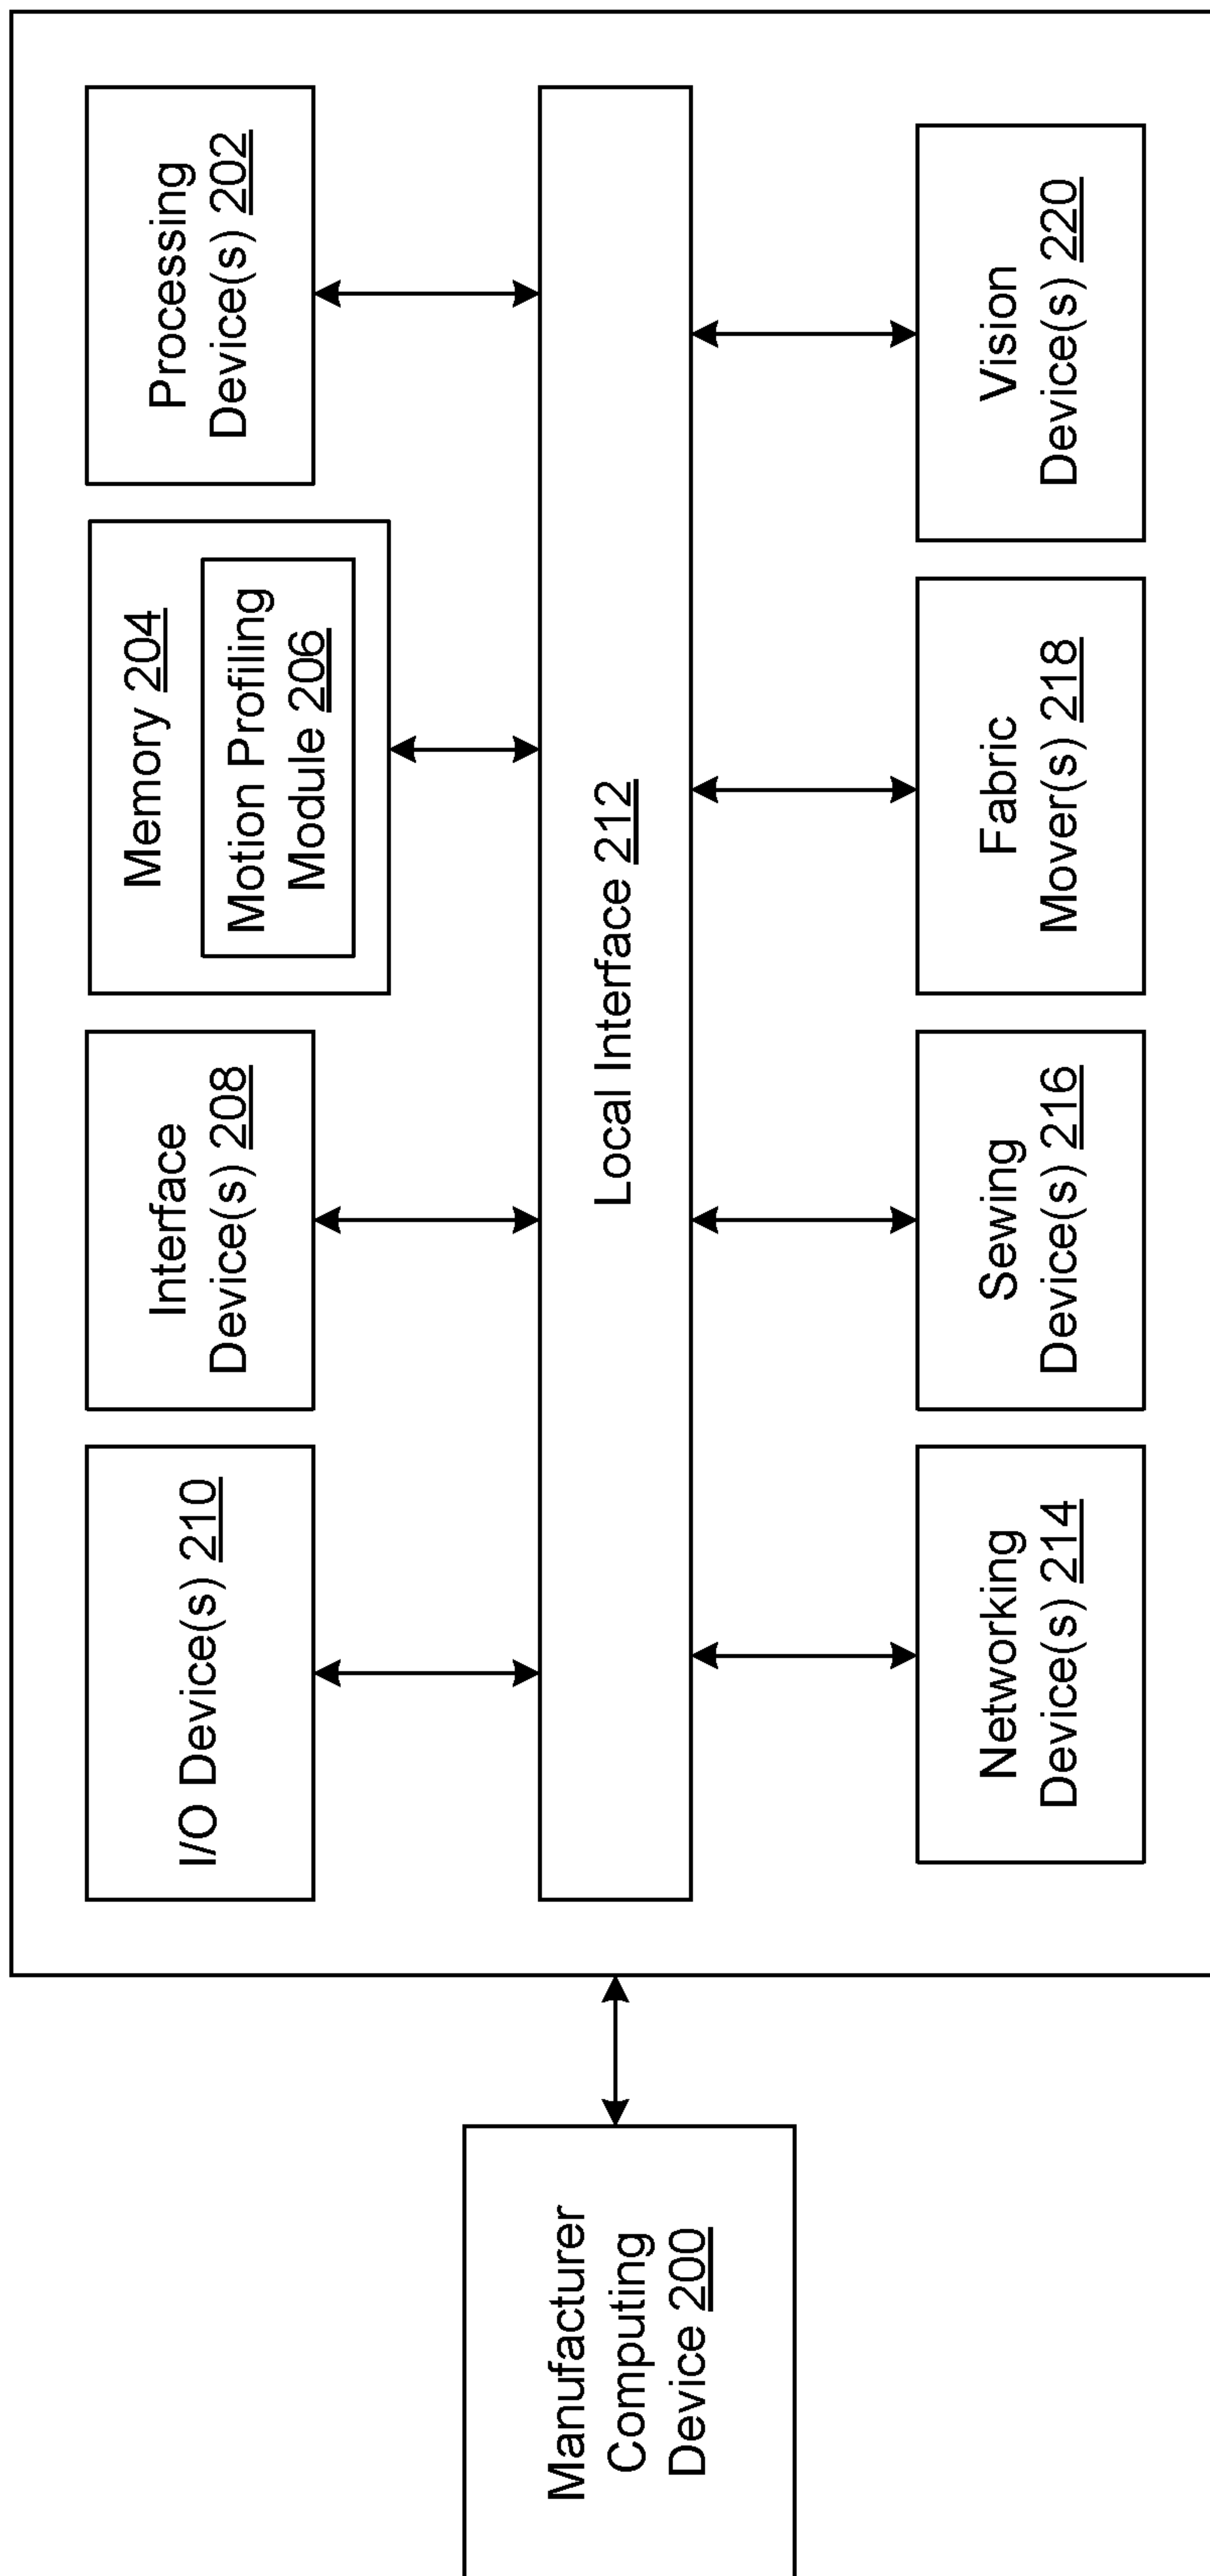 Manufacturer
Computing
Device 200
I/O Device(s) 210
Interface
Device(s) 208
Memory 204
Motion Profiling
Module 206
Processing
Device(s) 202
Local Interface 212
Networking
Device(s) 214
Sewing
Device(s) 216
Fabric
Mover(s) 218
Vision
Device(s) 220